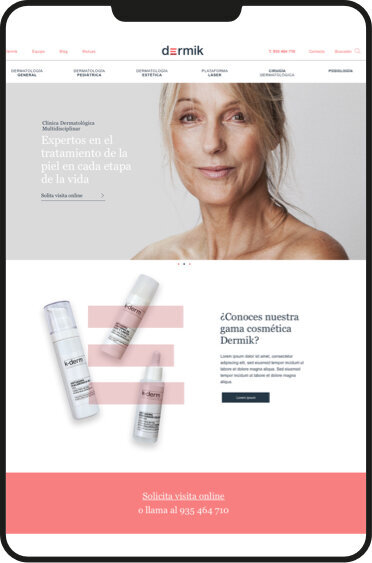 Equipo Blog Noticias dermik T. 935 464 710 Contacto Buscador
DERMATOLOGÍA DERMATOLOGÍA DERMATOLOGÍA PLATAFORMA CIRUGÍA PODOLOGÍA
GENERAL PEDIÁTRICA ESTÉTICA LÁSER DERMATOLÓGICA
Clínica Dermatológica
Multidisciplinar
Expertos en el
tratamiento de la
piel en cada etapa
de la vida
Solita visita online
k-derm
k-derm
k-derm
¿Conoces nuestra
gama cosmética
Dermik?
Lorem ipsum dolor sit amet, consectetur
adipiscing elit, sed eiusmod tempor incidunt ut
labore et dolore magna aliqua. Sed eiusmod
tempor incidunt ut labore et dolore magna
aliqua.
Lorem ipsum
Solicita visita online
o llama al 935 464 710